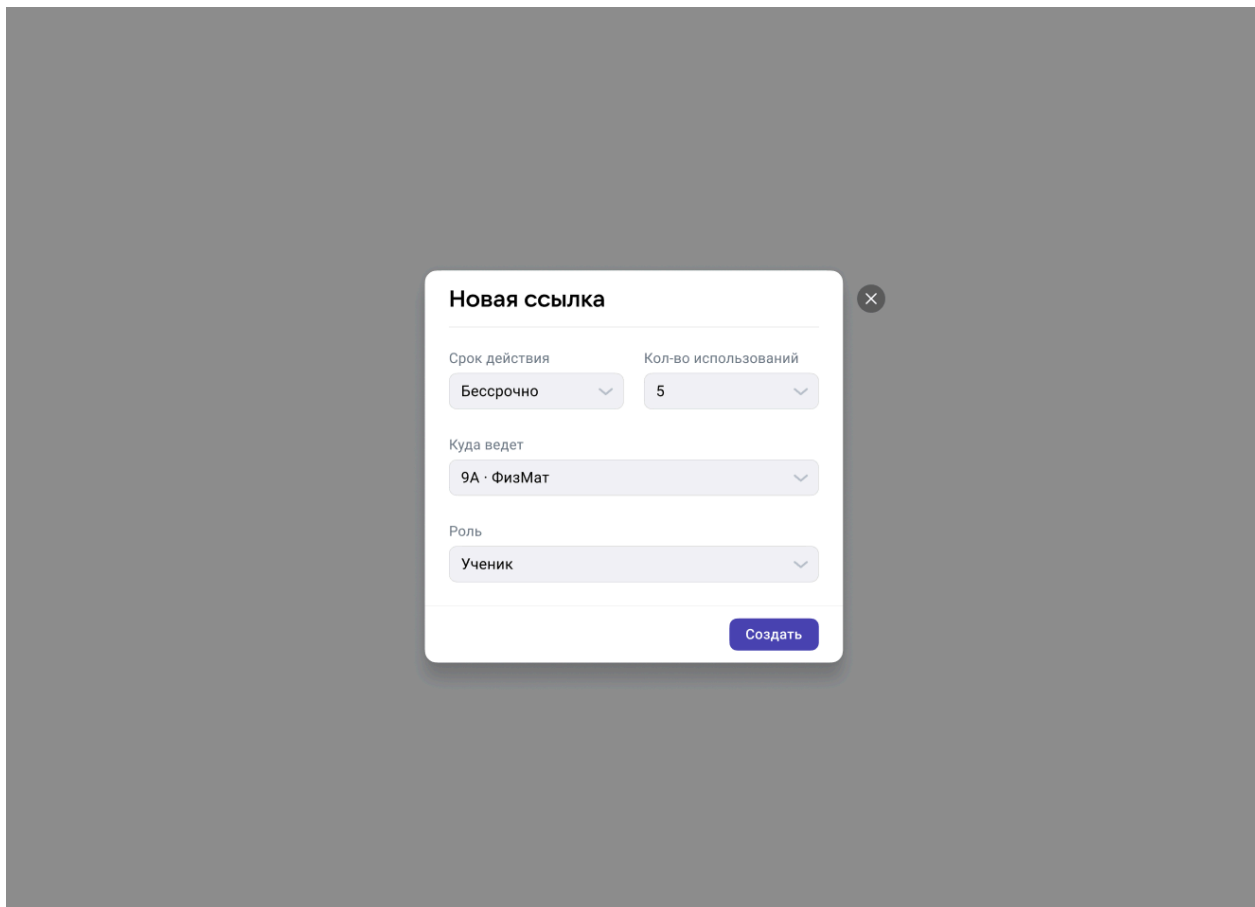 Новая ссылка
Срок действия
Кол-во использований
Бессрочно
5
Куда ведет
9А · ФизМат
Роль
Ученик
Создать